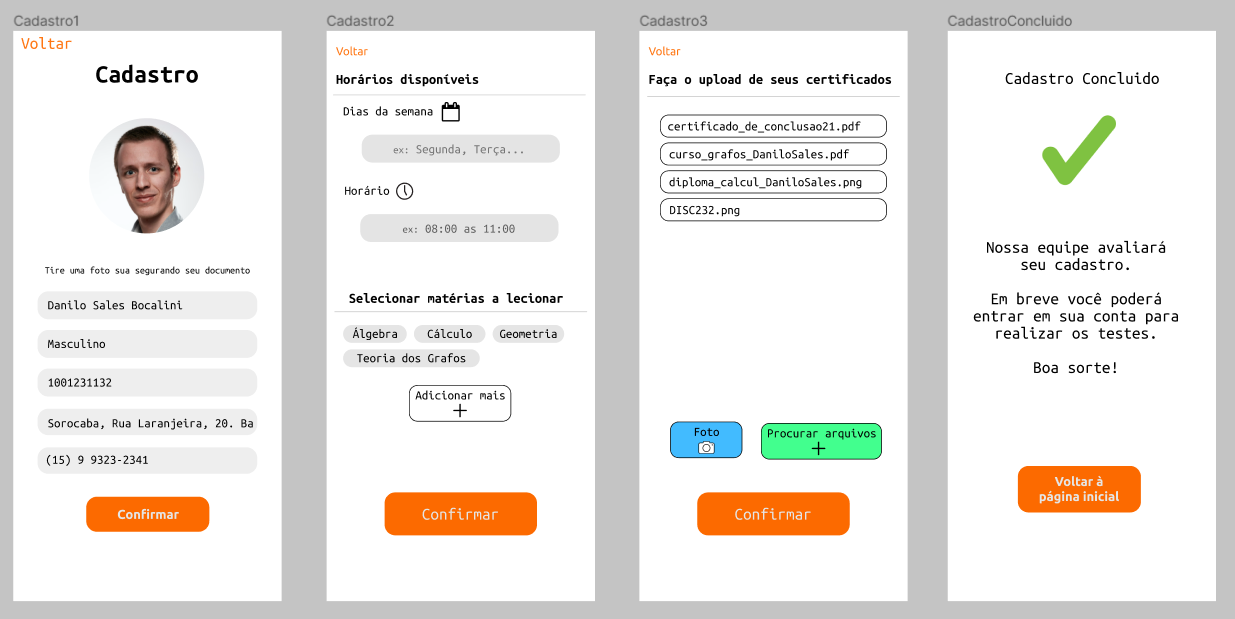 Cadastro1
Voltar
Cadastro
Tire uma foto sua segurando seu documento
Danilo Sales Bocalini
Masculino
1001231132
Sorocaba, Rua Laranjeira, 20. Ba
(15) 9 9323-2341
Confirmar
Cadastro2
Voltar
Horários disponíveis
Dias da semana
ex: Segunda, Terça...
Horário
ex: 08:00 as 11:00
Selecionar matérias a lecionar
Álgebra Cálculo Geometria
Teoria dos Grafos
Adicionar mais
Confirmar
Cadastro3
Voltar
Faça o upload de seus certificados
certificado_de_conclusao21.pdf
curso_grafos_DaniloSales.pdf
diploma_calcul_DaniloSales.png
DISC232.png
Foto Procurar arquivos
Confirmar
CadastroConcluido
Cadastro Concluido
Nossa equipe avaliará
seu cadastro.
Em breve você poderá
entrar em sua conta para
realizar os testes.
Boa sorte!
Voltar à
página inicial